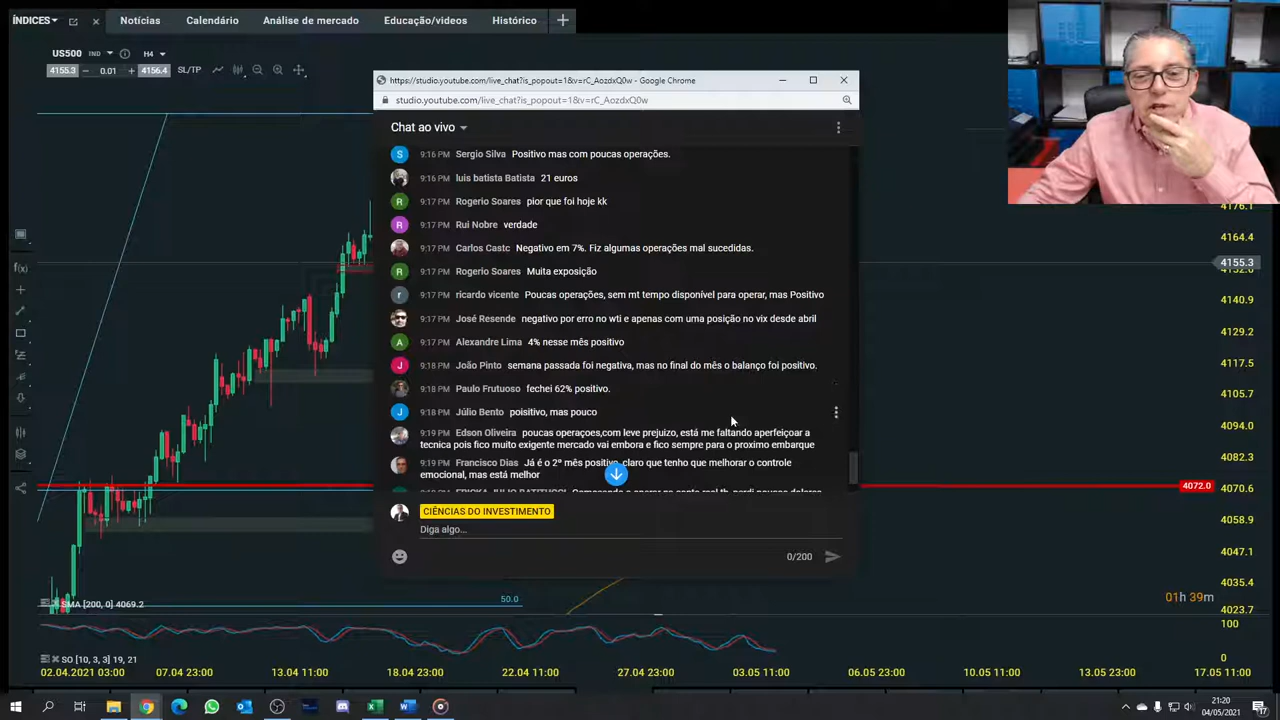 ÍNDICES
Notícias
Calendário
Análise de mercado
Educação/videos
Histórico
US500 IND H4
4155.3 0.01 4156.4 SL/TP
https://studio.youtube.com/live_chat?is_popout=1&v=rC_AozdxQ0w - Google Chrome
studio.youtube.com/live_chat?is_popout=1&v=rC_AozdxQ0w
Chat ao vivo
S 9:16 PM Sergio Silva Positivo mas com poucas operações.
9:16 PM luis batista Batista 21 euros
R 9:17 PM Rogerio Soares pior que foi hoje kk
R 9:17 PM Rui Nobre verdade
9:17 PM Carlos Castc Negativo em 7%. Fiz algumas operações mal sucedidas.
R 9:17 PM Rogerio Soares Muita exposição
r 9:17 PM ricardo vicente Poucas operações, sem mt tempo disponível para operar, mas Positivo
9:17 PM José Resende negativo por erro no wti e apenas com uma posição no vix desde abril
A 9:17 PM Alexandre Lima 4% nesse mês positivo
J 9:18 PM João Pinto semana passada foi negativa, mas no final do mês o balanço foi positivo.
9:18 PM Paulo Frutuoso fechei 62% positivo.
J 9:18 PM Júlio Bento poisitivo, mas pouco
9:19 PM Edson Oliveira poucas operaçoes,com leve prejuizo, está me faltando aperfeiçoar a
tecnica pois fico muito exigente mercado vai embora e fico sempre para o proximo embarque
9:19 PM Francisco Dias Já é o 2º mês positivo, claro que tenho que melhorar o controle
emocional, mas está melhor
CIÊNCIAS DO INVESTIMENTO
Diga algo...
0/200
4176.1
4164.4
4155.3
4140.9
4129.2
4117.5
4105.8
4094.0
4082.3
4072.0
4070.6
4058.9
4047.1
4035.4
4023.7
01h 39m
50.0
SMA [200, 0] 4069.2
100
0
SO [10, 3, 3] 19, 21
02.04.2021 03:00
07.04 23:00
13.04 11:00
18.04 23:00
22.04 11:00
27.04 23:00
03.05 11:00
06.05 23:00
10.05 11:00
13.05 23:00
17.05 11:00
21:20
04/05/2021
17